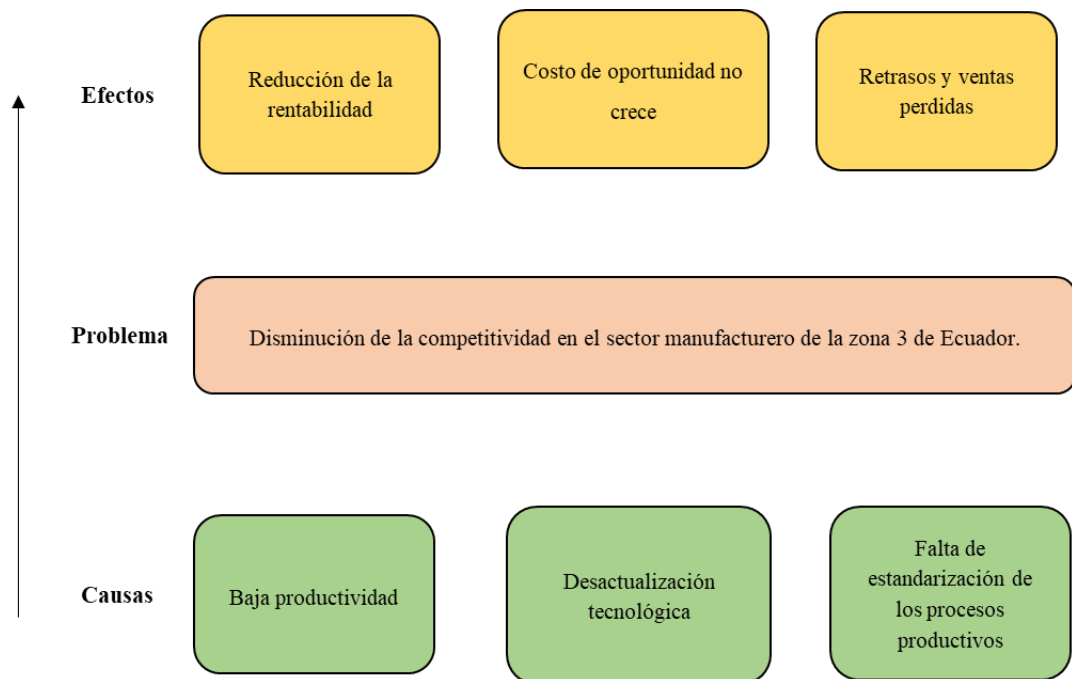 Efectos
Reducción de la
rentabilidad
Costo de oportunidad no
crece
Retrasos y ventas
perdidas
Problema
Disminución de la competitividad en el sector manufacturero de la zona 3 de Ecuador.
Causas
Baja productividad
Desactualización
tecnológica
Falta de
estandarización de
los procesos
productivos